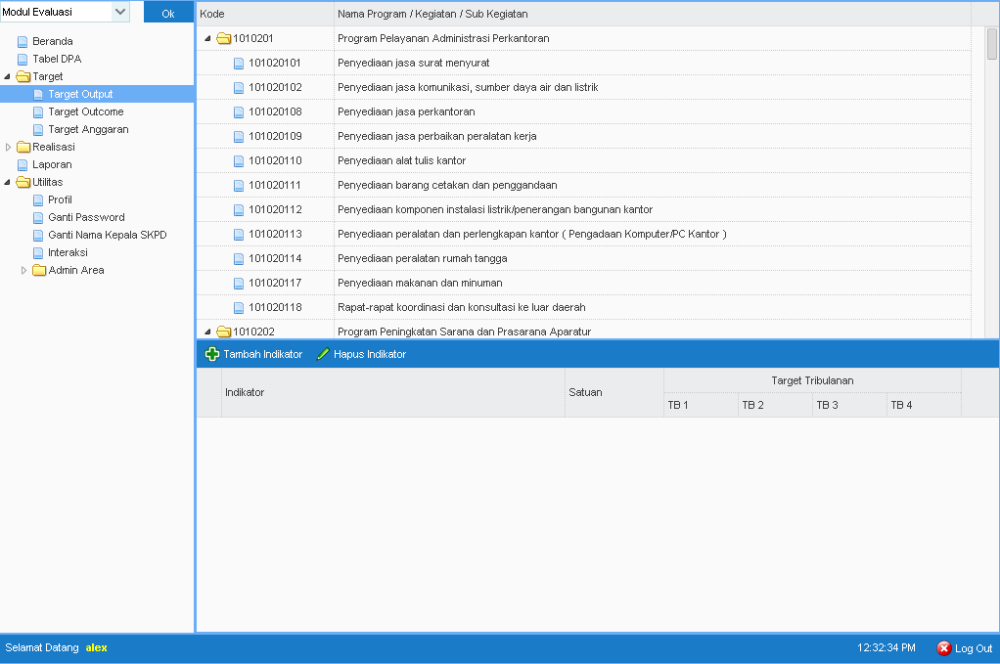 Modul Evaluasi
Ok
Beranda
Tabel DPA
Target
Target Output
Target Outcome
Target Anggaran
Realisasi
Laporan
Utilitas
Profil
Ganti Password
Ganti Nama Kepala SKPD
Interaksi
Admin Area
Kode Nama Program / Kegiatan / Sub Kegiatan
1010201 Program Pelayanan Administrasi Perkantoran
101020101 Penyediaan jasa surat menyurat
101020102 Penyediaan jasa komunikasi, sumber daya air dan listrik
101020108 Penyediaan jasa perkantoran
101020109 Penyediaan jasa perbaikan peralatan kerja
101020110 Penyediaan alat tulis kantor
101020111 Penyediaan barang cetakan dan penggandaan
101020112 Penyediaan komponen instalasi listrik/penerangan bangunan kantor
101020113 Penyediaan peralatan dan perlengkapan kantor ( Pengadaan Komputer/PC Kantor )
101020114 Penyediaan peralatan rumah tangga
101020117 Penyediaan makanan dan minuman
101020118 Rapat-rapat koordinasi dan konsultasi ke luar daerah
1010202 Program Peningkatan Sarana dan Prasarana Aparatur
Tambah Indikator Hapus Indikator
Indikator Satuan Target Tribulanan
TB 1 TB 2 TB 3 TB 4
Selamat Datang alex 12:32:34 PM Log Out